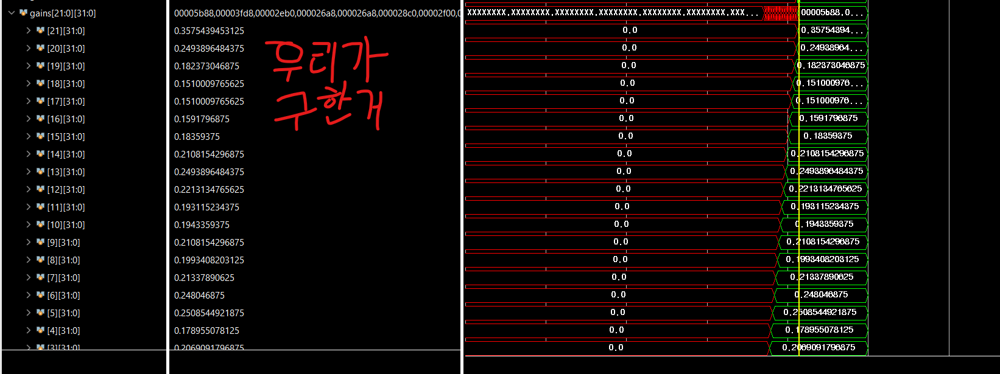 gains[21:0][31:0] 00005b88,00003fd8,00002eb0,000026a8,000026a8,000028c0,00002f00,0 XXXXXXXX,XXXXXXXX,XXXXXXXX,XXXXXXXX,XXXXXXXX,XXXXXXXX,XXX... 00005b88,0...
[21][31:0] 0.3575439453125 0.0 0.35754394...
[20][31:0] 0.2493896484375 0.0 0.24938964...
[19][31:0] 0.182373046875 0.0 0.182373046875
[18][31:0] 0.1510009765625 0.0 0.151000976...
[17][31:0] 0.1510009765625 0.0 0.151000976...
[16][31:0] 0.1591796875 0.0 0.1591796875
[15][31:0] 0.18359375 0.0 0.18359375
[14][31:0] 0.2108154296875 0.0 0.2108154296875
[13][31:0] 0.2493896484375 0.0 0.2493896484375
[12][31:0] 0.2213134765625 0.0 0.2213134765625
[11][31:0] 0.193115234375 0.0 0.193115234375
[10][31:0] 0.1943359375 0.0 0.1943359375
[9][31:0] 0.2108154296875 0.0 0.2108154296875
[8][31:0] 0.1993408203125 0.0 0.1993408203125
[7][31:0] 0.21337890625 0.0 0.21337890625
[6][31:0] 0.248046875 0.0 0.248046875
[5][31:0] 0.2508544921875 0.0 0.2508544921875
[4][31:0] 0.178955078125 0.0 0.178955078125
[3][31:0] 0.2069091796875 0.0 0.2069091796875
우리가
구한거